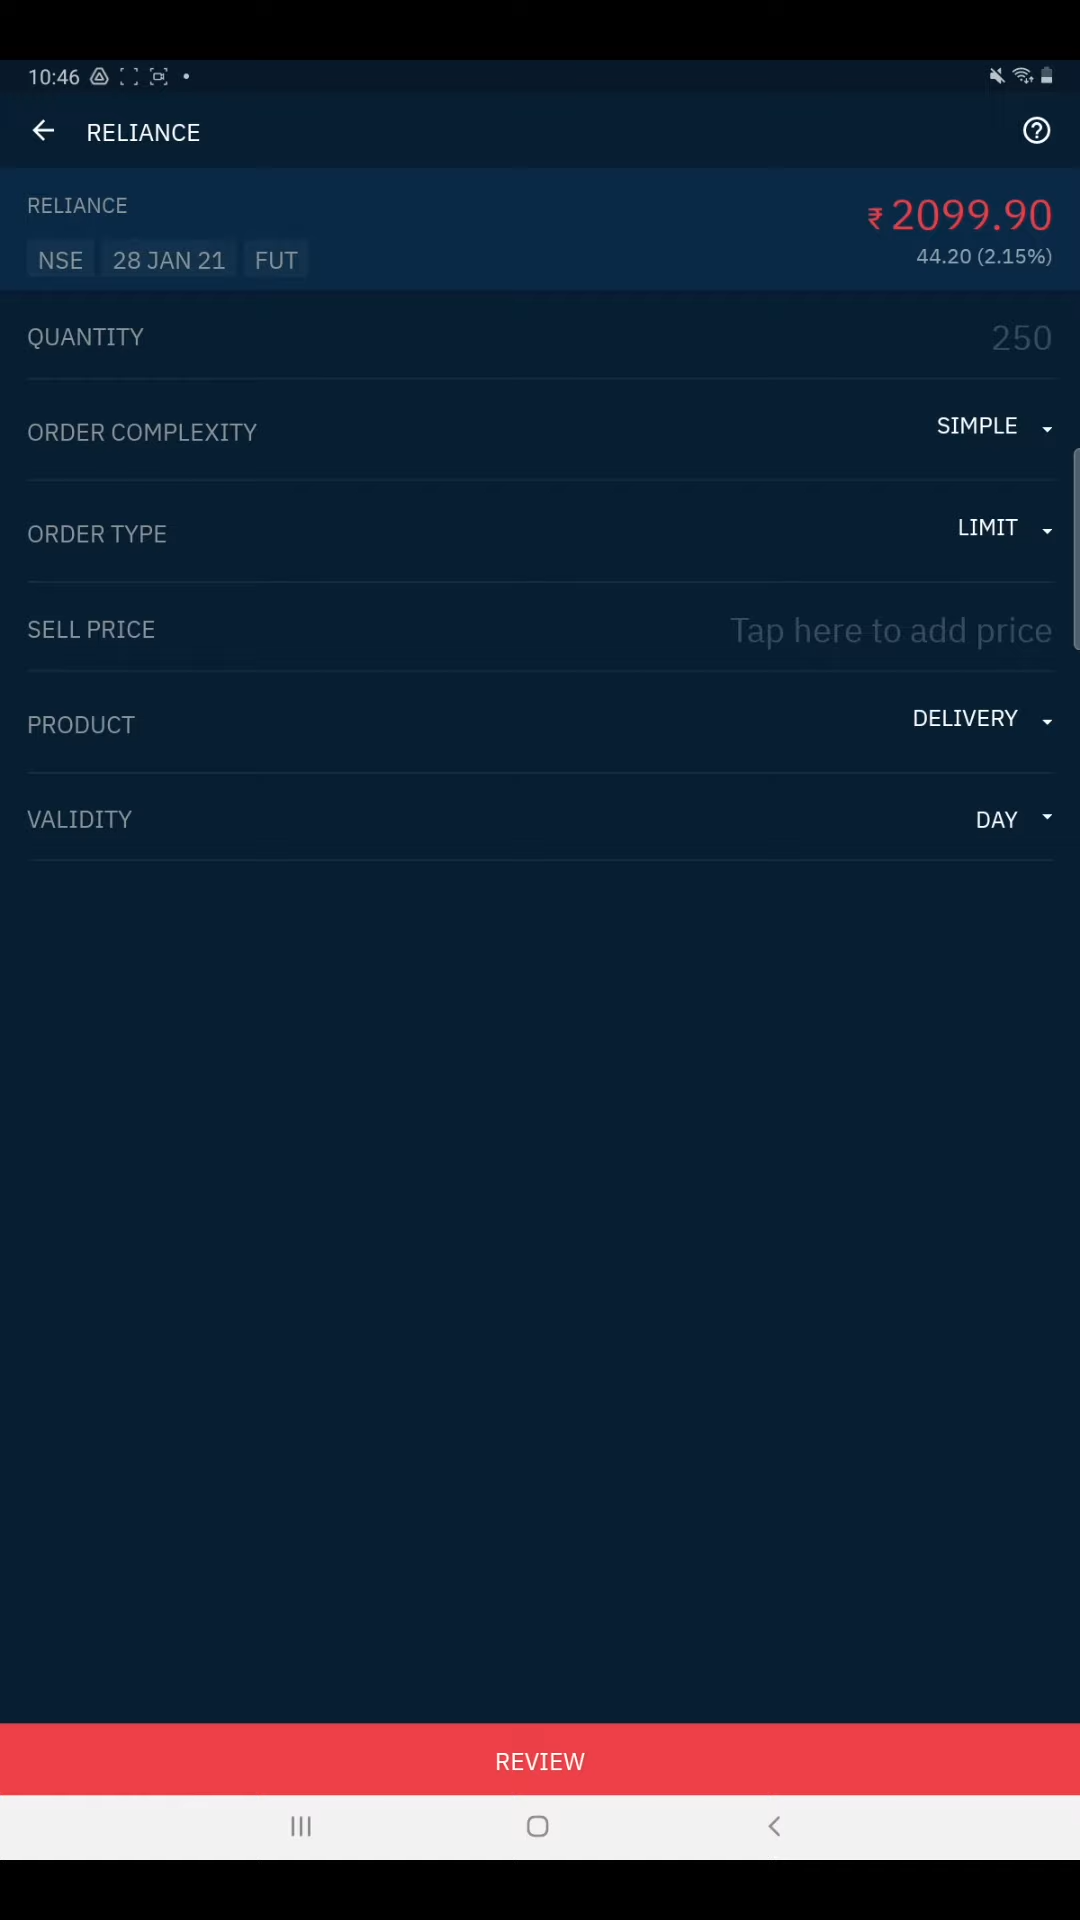 10:46
RELIANCE
RELIANCE
₹ 2099.90
NSE 28 JAN 21 FUT
44.20 (2.15%)
QUANTITY 250
ORDER COMPLEXITY SIMPLE
ORDER TYPE LIMIT
SELL PRICE Tap here to add price
PRODUCT DELIVERY
VALIDITY DAY
REVIEW